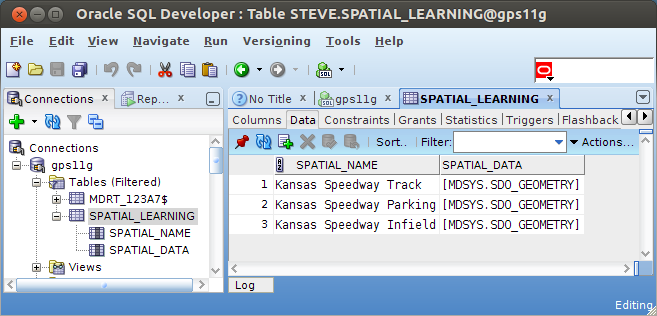 Oracle SQL Developer : Table STEVE.SPATIAL_LEARNING@gps11g
File Edit View Navigate Run Versioning Tools Help
Connections Rep...
No Title gps11g SPATIAL_LEARNING
Columns Data Constraints Grants Statistics Triggers Flashback
Sort.. Filter: Actions...
Connections
gps11g
Tables (Filtered)
MDRT_123A7$
SPATIAL_LEARNING
SPATIAL_NAME
SPATIAL_DATA
Views
SPATIAL_NAME SPATIAL_DATA
1 Kansas Speedway Track [MDSYS.SDO_GEOMETRY]
2 Kansas Speedway Parking [MDSYS.SDO_GEOMETRY]
3 Kansas Speedway Infield [MDSYS.SDO_GEOMETRY]
Log
Editing